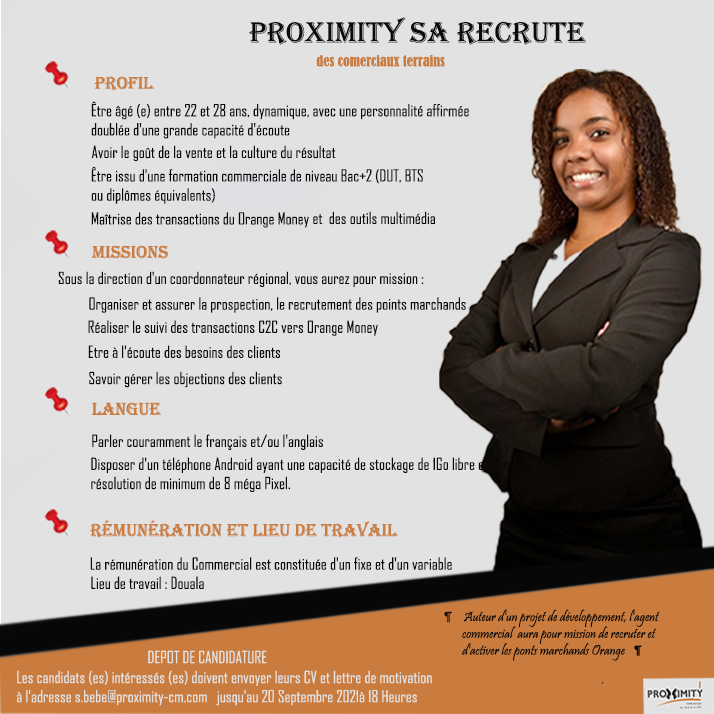 PROXIMITY SA RECRUTE
des comerciaux terrains
PROFIL
Être âgé (e) entre 22 et 28 ans, dynamique, avec une personnalité affirmée
doublée d'une grande capacité d'écoute
Avoir le goût de la vente et la culture du résultat
Être issu d'une formation commerciale de niveau Bac+2 (DUT, BTS
ou diplômes équivalents)
Maîtrise des transactions du Orange Money et des outils multimédia
MISSIONS
Sous la direction d'un coordonnateur régional, vous aurez pour mission :
Organiser et assurer la prospection, le recrutement des points marchands
Réaliser le suivi des transactions C2C vers Orange Money
Etre à l'écoute des besoins des clients
Savoir gérer les objections des clients
LANGUE
Parler couramment le français et/ou l'anglais
Disposer d'un téléphone Android ayant une capacité de stockage de 1Go libre
résolution de minimum de 8 méga Pixel.
RÉMUNÉRATION ET LIEU DE TRAVAIL
La rémunération du Commercial est constituée d'un fixe et d'un variable
Lieu de travail : Douala
¶ Auteur d'un projet de développement, l'agent
commercial aura pour mission de recruter et
d'activer les ponts marchands Orange ¶
DEPOT DE CANDIDATURE
Les candidats (es) intéressés (es) doivent envoyer leurs CV et lettre de motivation
à l'adresse s.bebe@proximity-cm.com jusqu'au 20 Septembre 2021à 18 Heures
PROXIMITY